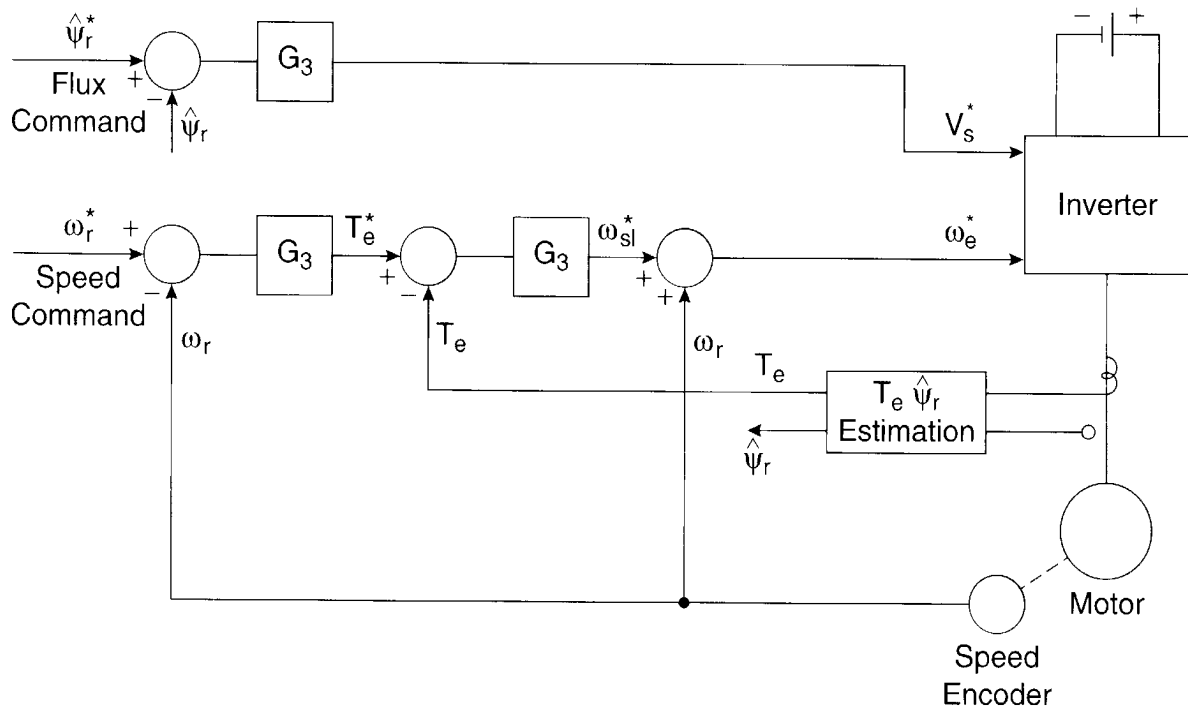 ψ̂r*
+
−
Flux
Command
ψ̂r
G3
Vs*
− +
Inverter
ωr*
+
−
Speed
Command
ωr
G3
Te*
+
−
Te
G3
ωsl*
+
+
ωr
ωe*
Te
Te ψ̂r
Estimation
ψ̂r
Motor
Speed
Encoder